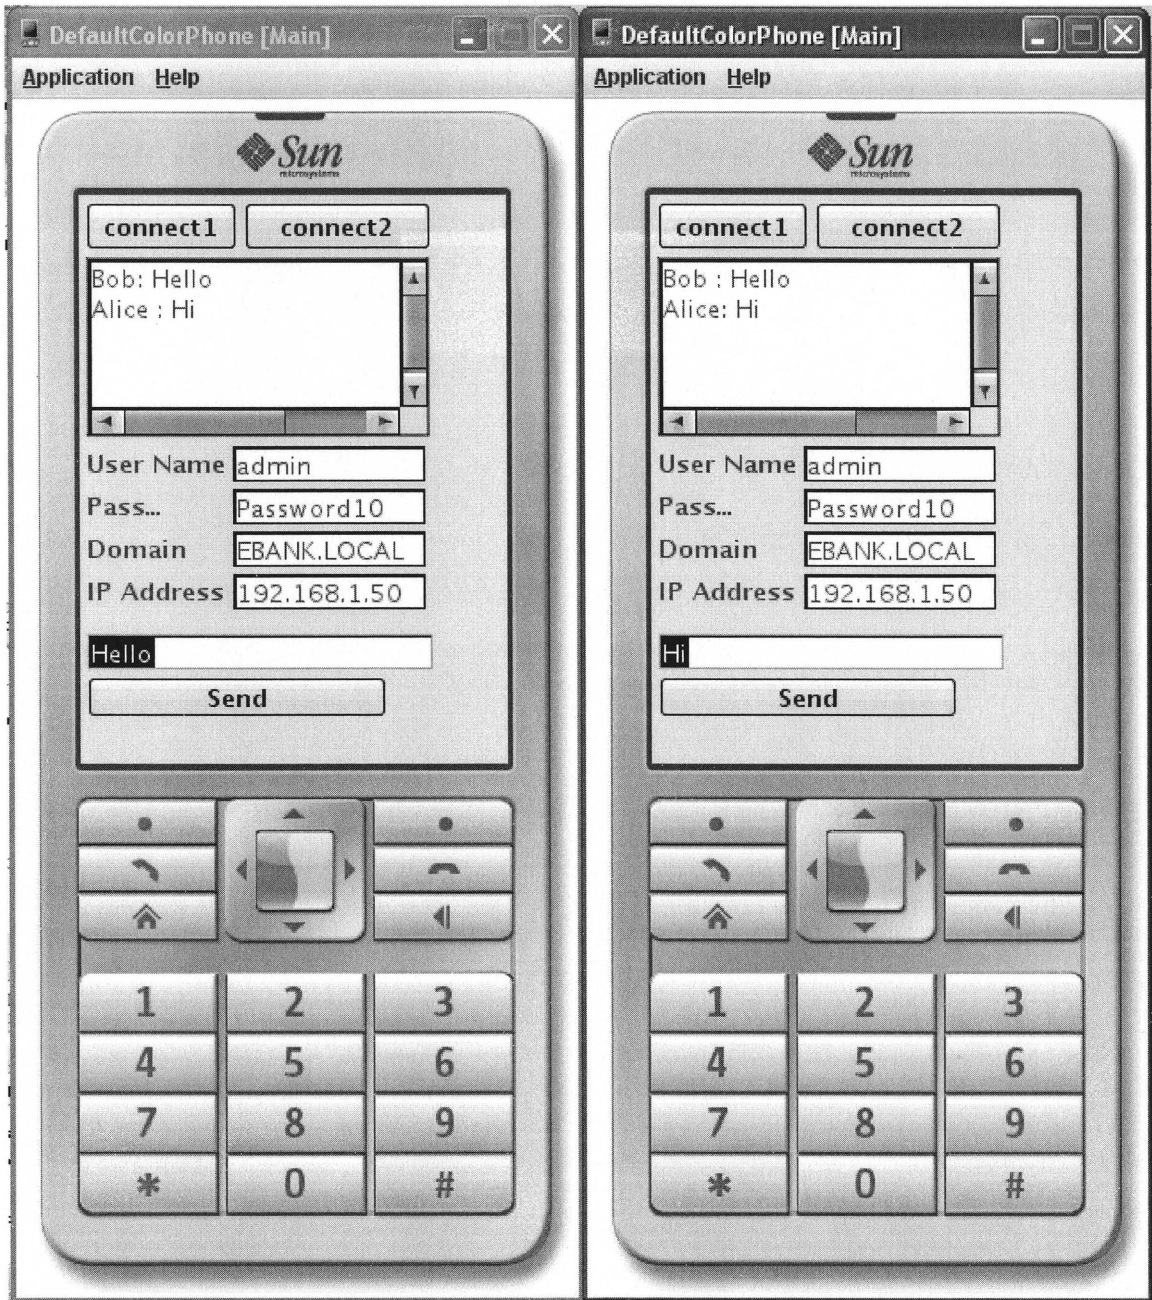 DefaultColorPhone [Main]
Application Help
Sun
microsystems
connect1 connect2
Bob: Hello
Alice : Hi
User Name admin
Pass... Password10
Domain EBANK.LOCAL
IP Address 192.168.1.50
Hello
Send
1 2 3
4 5 6
7 8 9
* 0 #
DefaultColorPhone [Main]
Application Help
Sun
microsystems
connect1 connect2
Bob : Hello
Alice: Hi
User Name admin
Pass... Password10
Domain EBANK.LOCAL
IP Address 192.168.1.50
Hi
Send
1 2 3
4 5 6
7 8 9
* 0 #